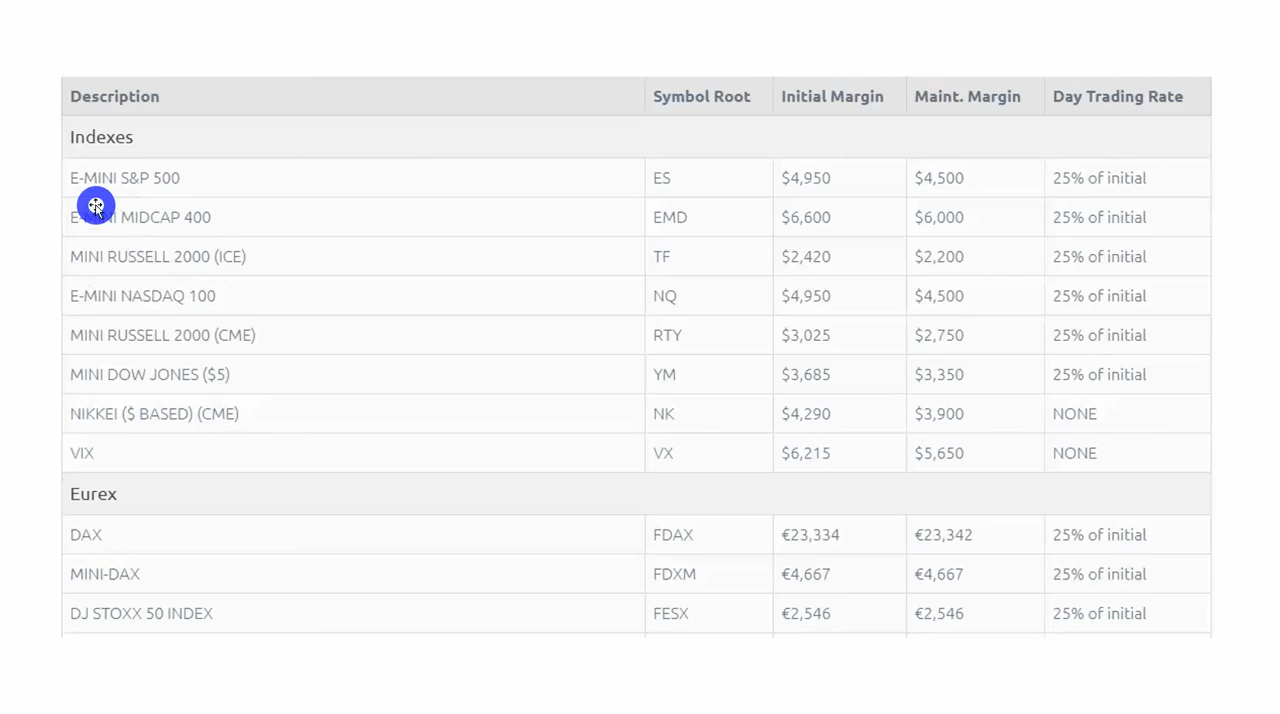 Description Symbol Root Initial Margin Maint. Margin Day Trading Rate
Indexes
E-MINI S&P 500 ES $4,950 $4,500 25% of initial
E-MINI MIDCAP 400 EMD $6,600 $6,000 25% of initial
MINI RUSSELL 2000 (ICE) TF $2,420 $2,200 25% of initial
E-MINI NASDAQ 100 NQ $4,950 $4,500 25% of initial
MINI RUSSELL 2000 (CME) RTY $3,025 $2,750 25% of initial
MINI DOW JONES ($5) YM $3,685 $3,350 25% of initial
NIKKEI ($ BASED) (CME) NK $4,290 $3,900 NONE
VIX VX $6,215 $5,650 NONE
Eurex
DAX FDAX €23,334 €23,342 25% of initial
MINI-DAX FDXM €4,667 €4,667 25% of initial
DJ STOXX 50 INDEX FESX €2,546 €2,546 25% of initial